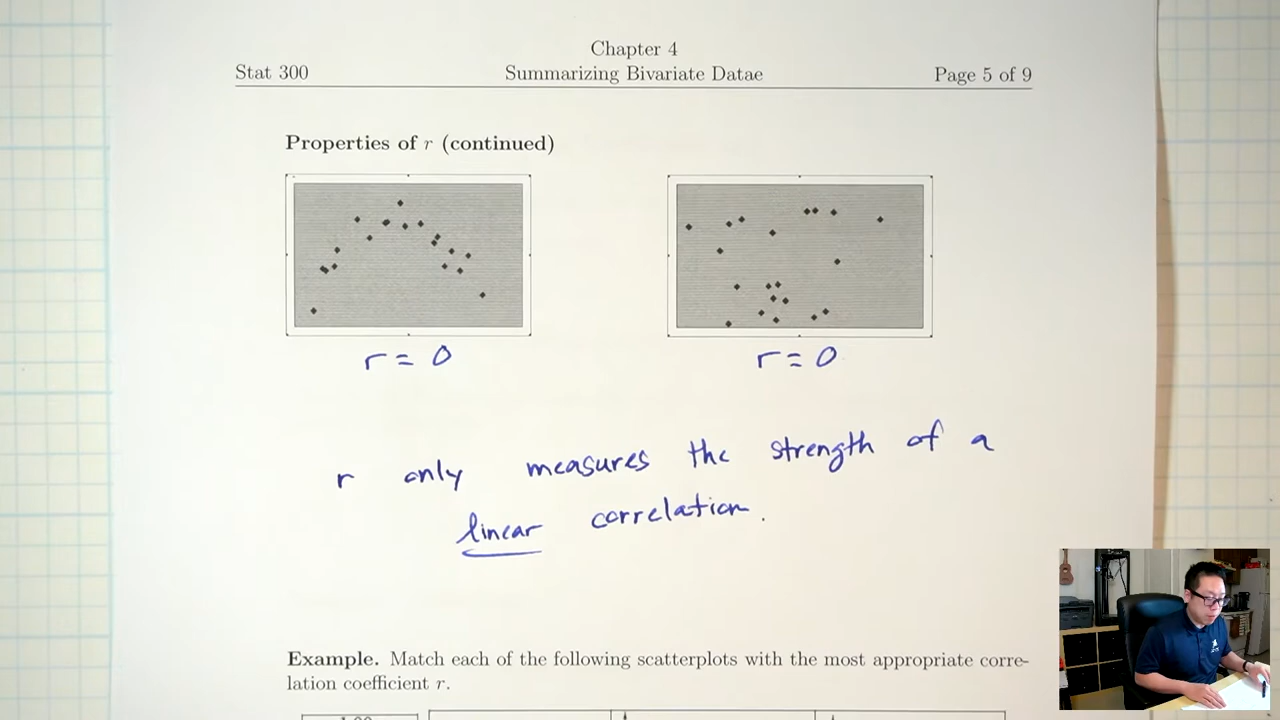 Chapter 4
Stat 300 Summarizing Bivariate Datae Page 5 of 9
Properties of r (continued)
r = 0 r = 0
r only measures the strength of a
linear correlation.
Example. Match each of the following scatterplots with the most appropriate corre-
lation coefficient r.